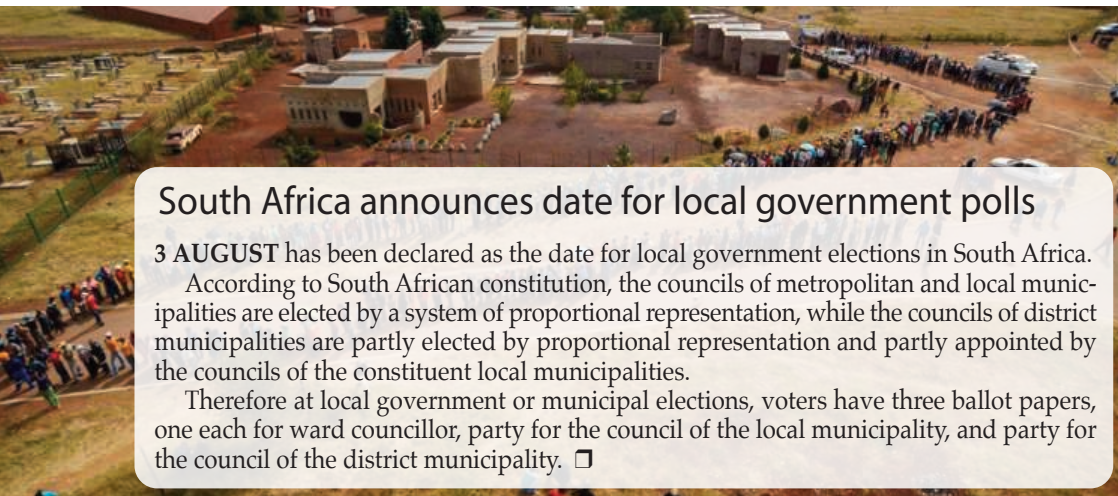 South Africa announces date for local government polls
3 AUGUST has been declared as the date for local government elections in South Africa.
According to South African constitution, the councils of metropolitan and local munic-
ipalities are elected by a system of proportional representation, while the councils of district
municipalities are partly elected by proportional representation and partly appointed by
the councils of the constituent local municipalities.
Therefore at local government or municipal elections, voters have three ballot papers,
one each for ward councillor, party for the council of the local municipality, and party for
the council of the district municipality. ❒